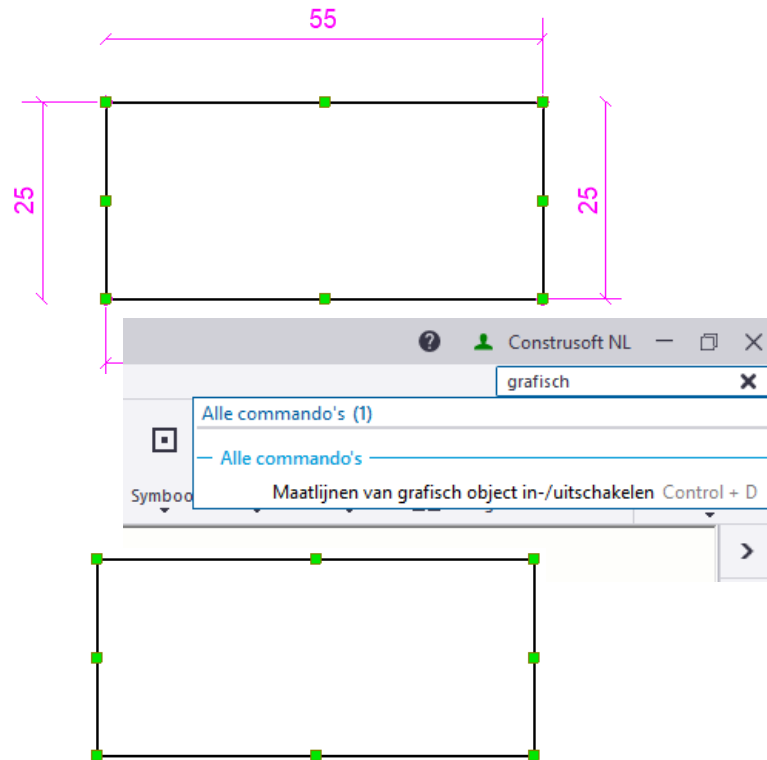 55
25
25
Construsoft NL
grafisch
Alle commando's (1)
Alle commando's
Maatlijnen van grafisch object in-/uitschakelen Control + D
Symboo